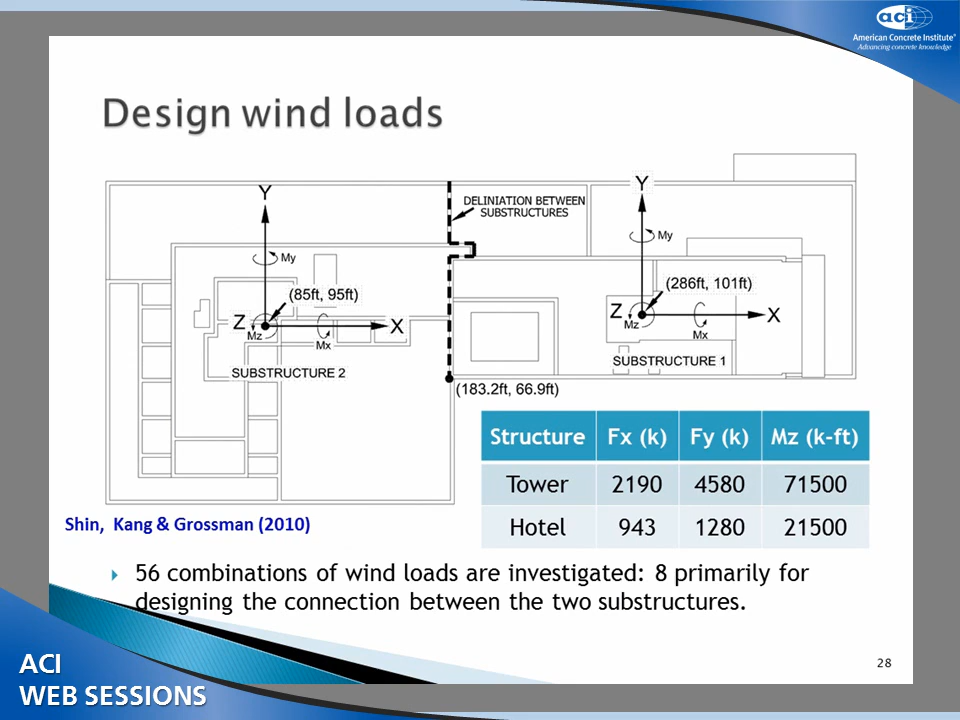 aci
American Concrete Institute®
Advancing concrete knowledge
Design wind loads
Y
Y
DELINIATION BETWEEN
SUBSTRUCTURES
My
My
(85ft, 95ft)
(286ft, 101ft)
Z
X
Mz
Mx
Z
X
Mz
Mx
SUBSTRUCTURE 2
SUBSTRUCTURE 1
(183.2ft, 66.9ft)
Structure Fx (k) Fy (k) Mz (k-ft)
Tower 2190 4580 71500
Hotel 943 1280 21500
Shin, Kang & Grossman (2010)
56 combinations of wind loads are investigated: 8 primarily for
designing the connection between the two substructures.
28
ACI
WEB SESSIONS